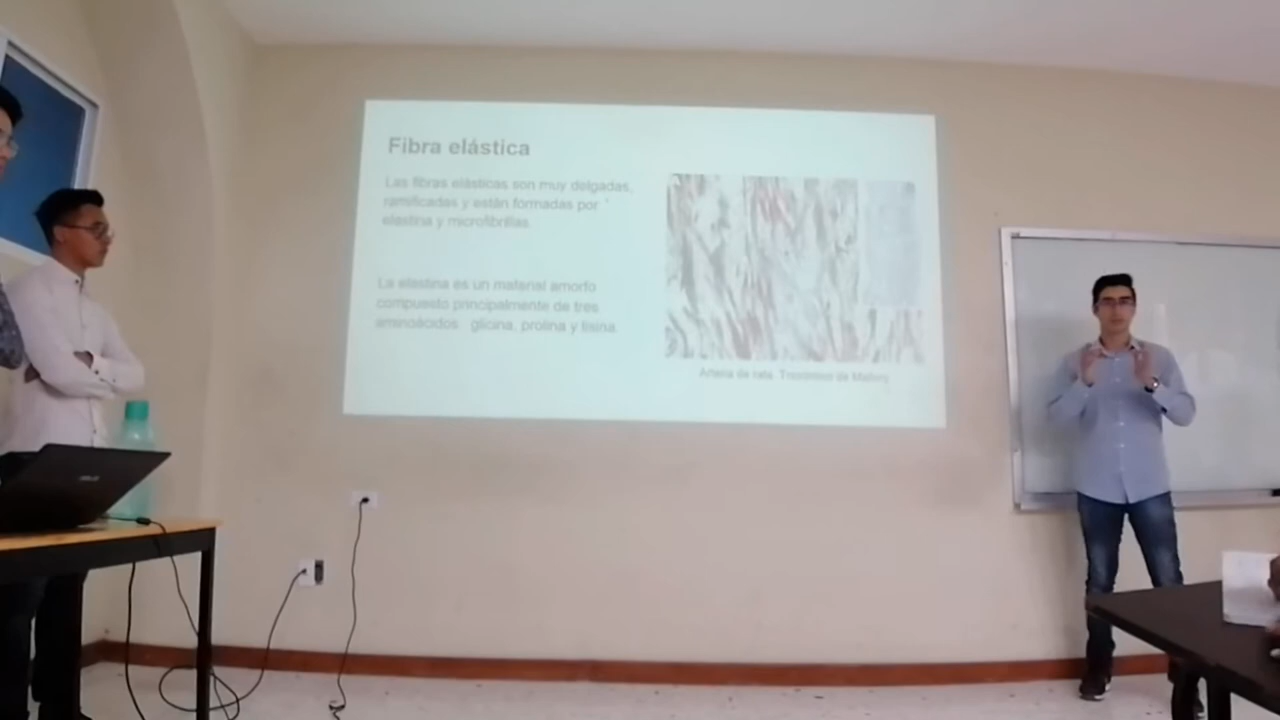 Fibra elástica
Las fibras elásticas son muy delgadas,
ramificadas y están formadas por
elastina y microfibrillas.
La elastina es un material amorfo
compuesto principalmente de tres
aminoácidos: glicina, prolina y lisina.
Arteria de rata. Tricrómico de Mallory